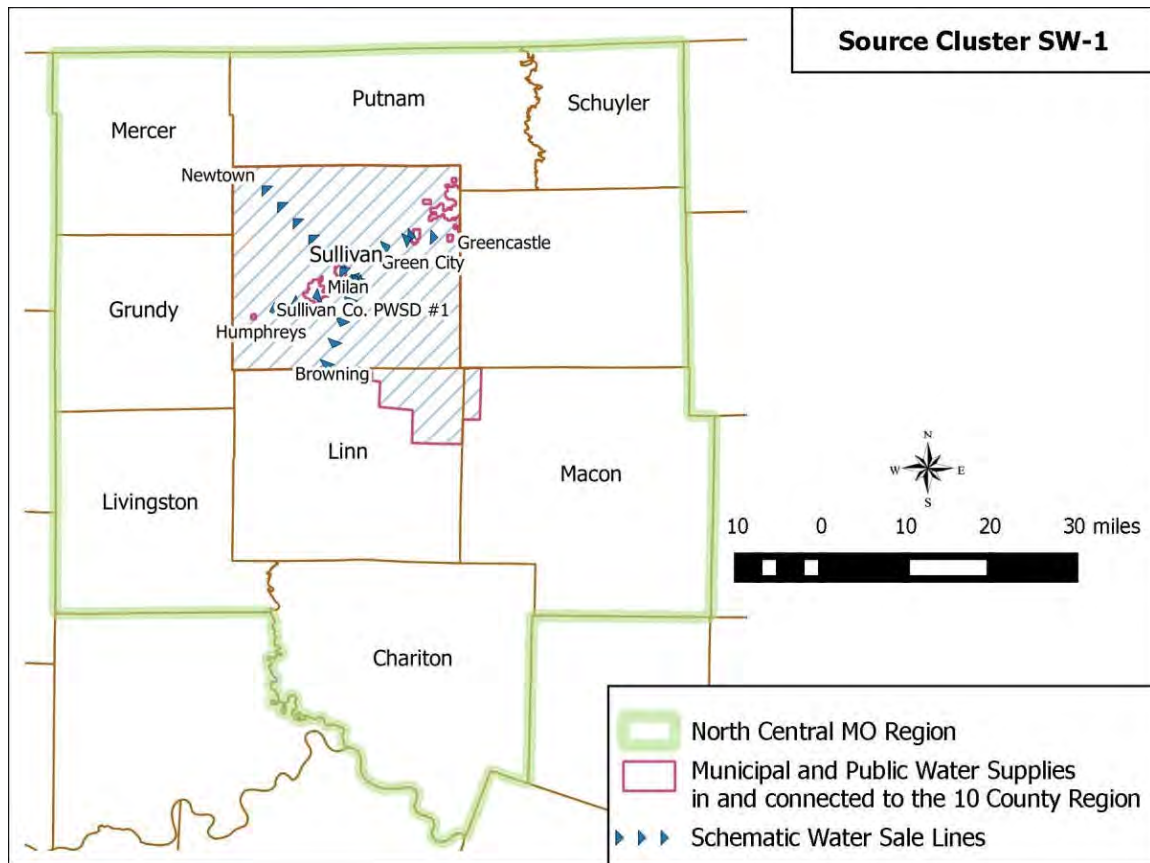 Source Cluster SW-1
Putnam
Schuyler
Mercer
Newtown
Sullivan
Greencastle
Green City
Milan
Grundy
Sullivan Co. PWSD #1
Humphreys
Browning
Linn
Macon
Livingston
N
W E
S
10 0 10 20 30 miles
Chariton
North Central MO Region
Municipal and Public Water Supplies
in and connected to the 10 County Region
Schematic Water Sale Lines